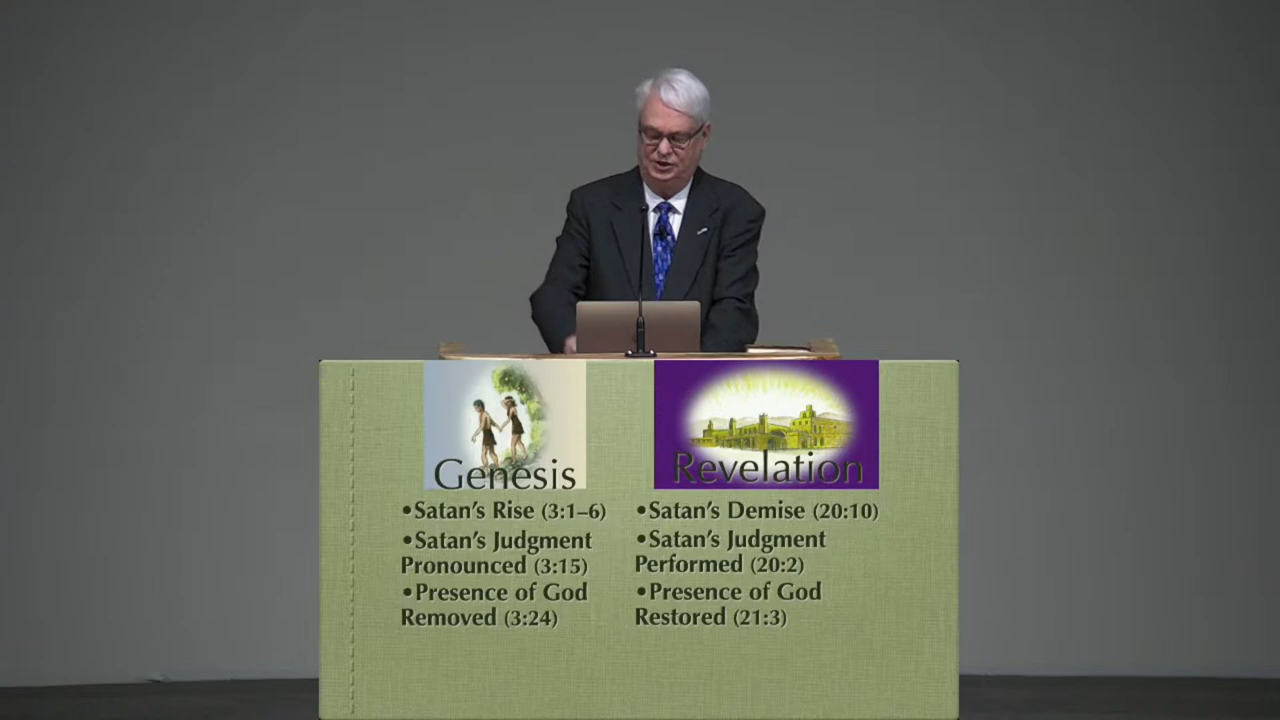 Genesis
•Satan's Rise (3:1–6)
•Satan's Judgment
Pronounced (3:15)
•Presence of God
Removed (3:24)
Revelation
•Satan's Demise (20:10)
•Satan's Judgment
Performed (20:2)
•Presence of God
Restored (21:3)